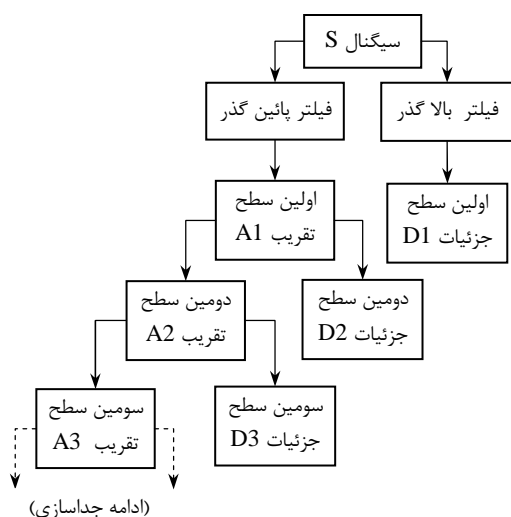 سیگنال S
فیلتر بالا گذر
فیلتر پائین گذر
اولین سطح
جزئیات D1
اولین سطح
تقریب A1
دومین سطح
جزئیات D2
دومین سطح
تقریب A2
سومین سطح
جزئیات D3
سومین سطح
تقریب A3
(ادامه جداسازی)